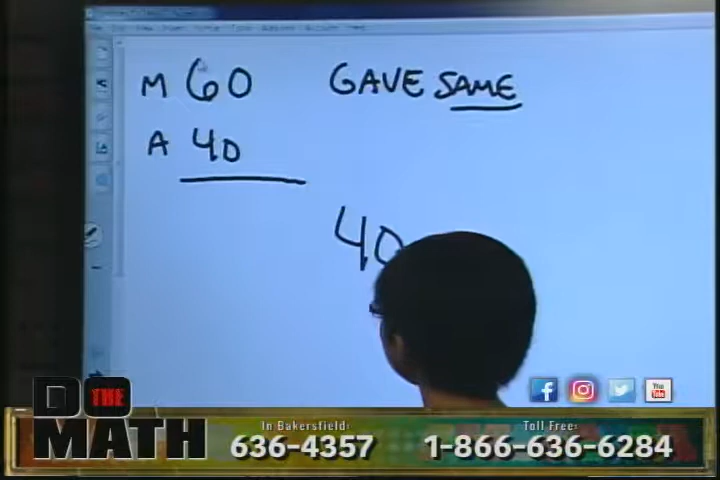 M 60 GAVE SAME
A 40
40
DO THE MATH
In Bakersfield: Toll Free:
636-4357 1-866-636-6284